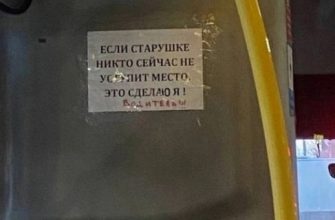 ЕСЛИ СТАРУШКЕ
НИКТО СЕЙЧАС НЕ
УСТУПИТ МЕСТО,
ЭТО СДЕЛАЮ Я !
ВОДИТЕЛЬ